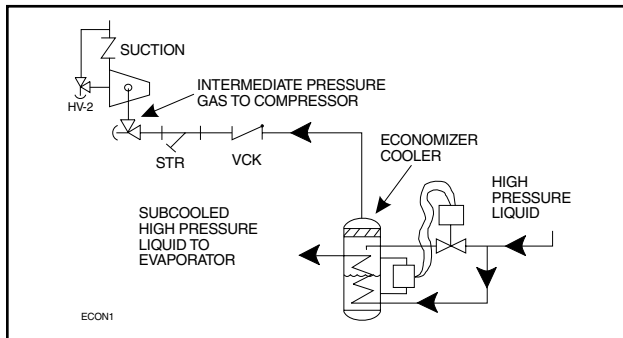 SUCTION
HV-2
INTERMEDIATE PRESSURE
GAS TO COMPRESSOR
STR
VCK
ECONOMIZER
COOLER
HIGH
PRESSURE
LIQUID
SUBCOOLED
HIGH PRESSURE
LIQUID TO
EVAPORATOR
ECON1